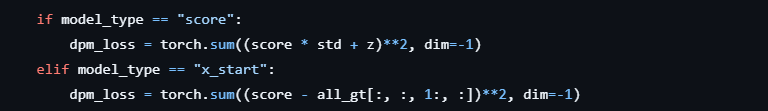 if model_type == "score":
dpm_loss = torch.sum((score * std + z)**2, dim=-1)
elif model_type == "x_start":
dpm_loss = torch.sum((score - all_gt[:, :, 1:, :])**2, dim=-1)